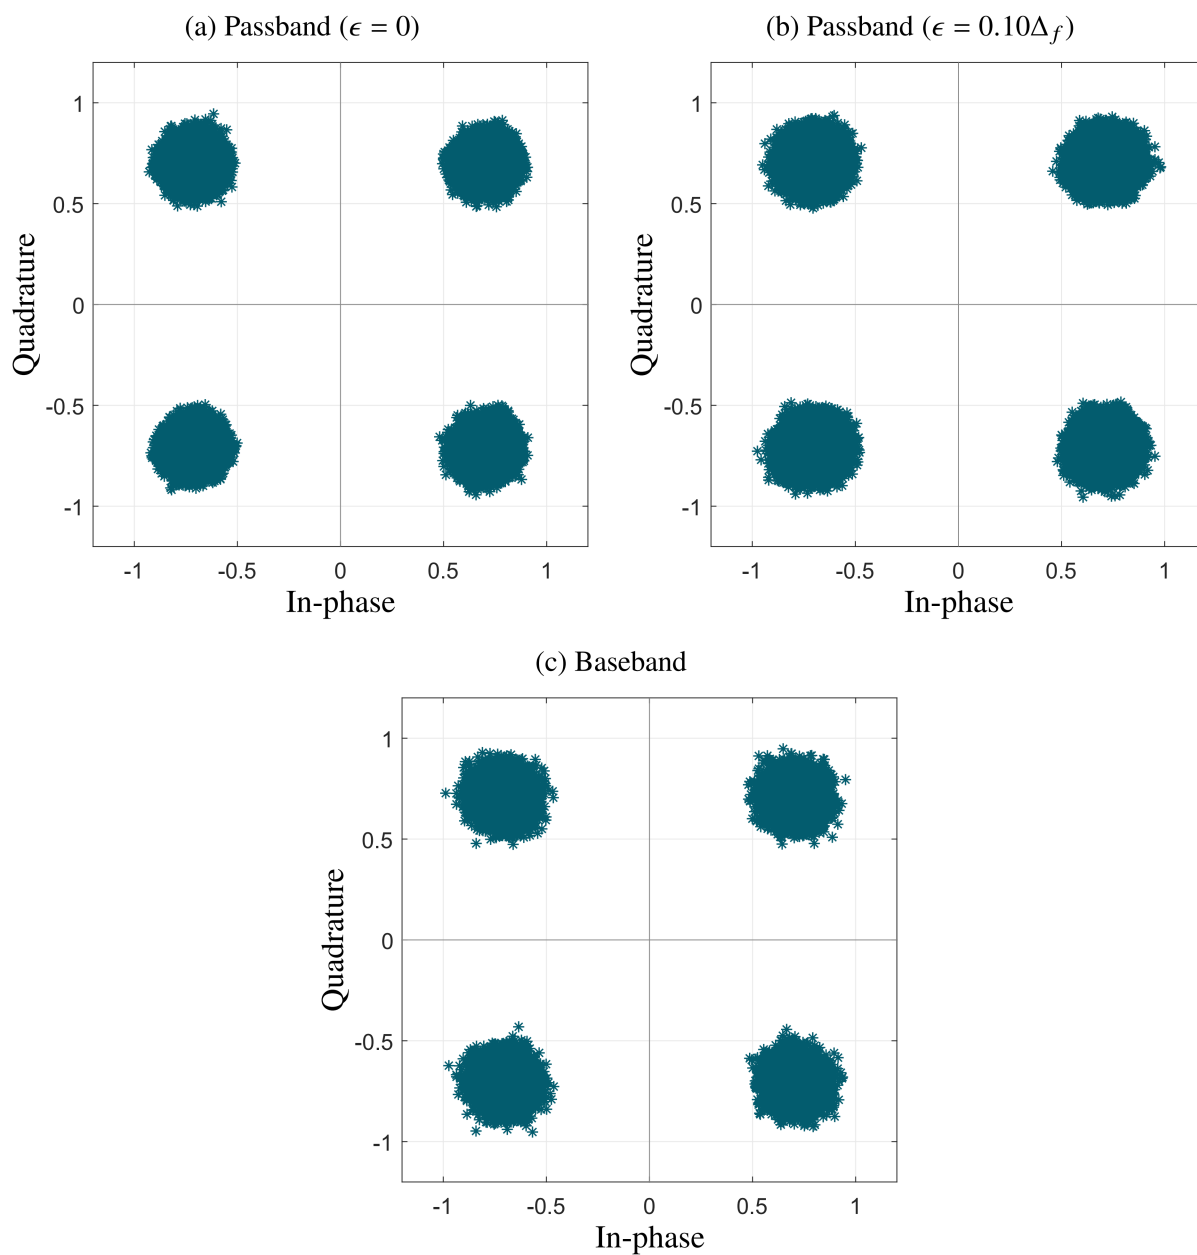 (a) Passband (ϵ = 0)
1
0.5
0
-0.5
-1
Quadrature
-1 -0.5 0 0.5 1
In-phase
(b) Passband (ϵ = 0.10Δ_f)
1
0.5
0
-0.5
-1
Quadrature
-1 -0.5 0 0.5 1
In-phase
(c) Baseband
1
0.5
0
-0.5
-1
Quadrature
-1 -0.5 0 0.5 1
In-phase